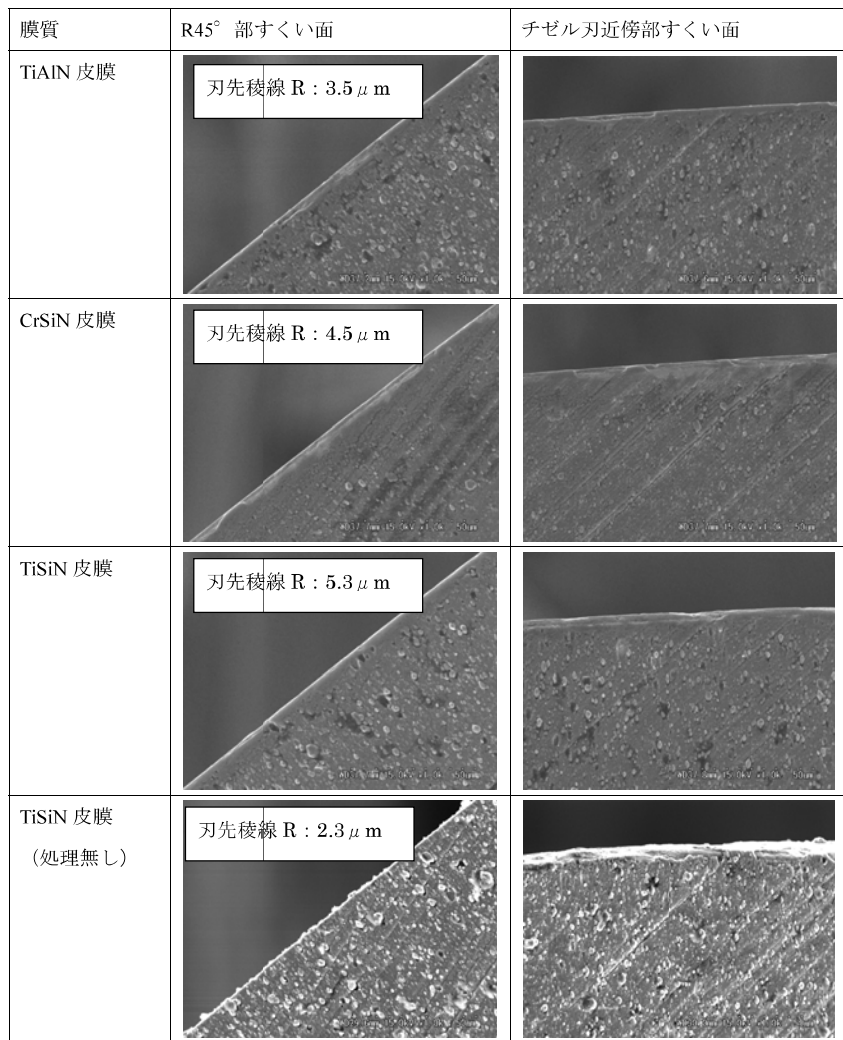 膜質
R45°部すくい面
チゼル刃近傍部すくい面
TiAlN 皮膜
刃先稜線 R：3.5μm
CrSiN 皮膜
刃先稜線 R：4.5μm
TiSiN 皮膜
刃先稜線 R：5.3μm
TiSiN 皮膜
（処理無し）
刃先稜線 R：2.3μm